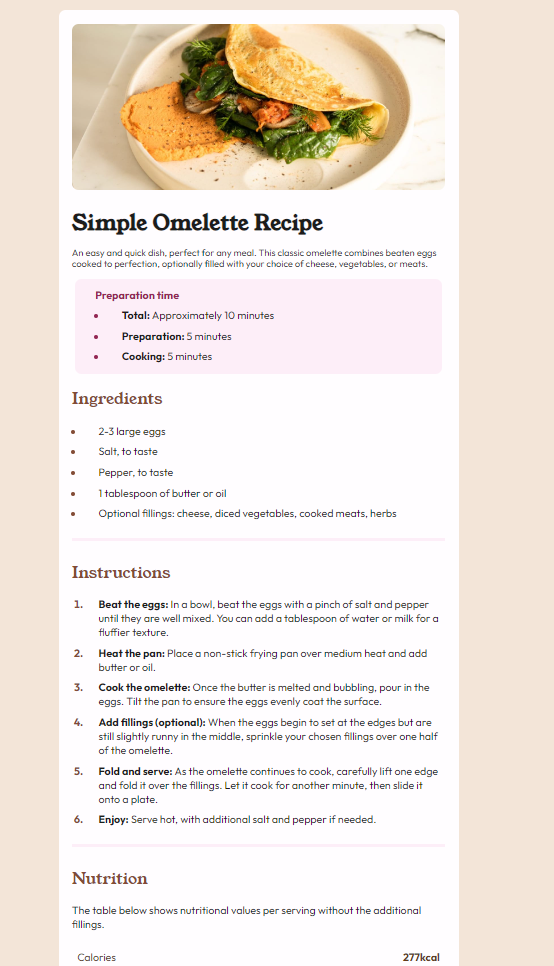 Simple Omelette Recipe
An easy and quick dish, perfect for any meal. This classic omelette combines beaten eggs
cooked to perfection, optionally filled with your choice of cheese, vegetables, or meats.
Preparation time
• Total: Approximately 10 minutes
• Preparation: 5 minutes
• Cooking: 5 minutes
Ingredients
• 2-3 large eggs
• Salt, to taste
• Pepper, to taste
• 1 tablespoon of butter or oil
• Optional fillings: cheese, diced vegetables, cooked meats, herbs
Instructions
1. Beat the eggs: In a bowl, beat the eggs with a pinch of salt and pepper
until they are well mixed. You can add a tablespoon of water or milk for a
fluffier texture.
2. Heat the pan: Place a non-stick frying pan over medium heat and add
butter or oil.
3. Cook the omelette: Once the butter is melted and bubbling, pour in the
eggs. Tilt the pan to ensure the eggs evenly coat the surface.
4. Add fillings (optional): When the eggs begin to set at the edges but are
still slightly runny in the middle, sprinkle your chosen fillings over one half
of the omelette.
5. Fold and serve: As the omelette continues to cook, carefully lift one edge
and fold it over the fillings. Let it cook for another minute, then slide it
onto a plate.
6. Enjoy: Serve hot, with additional salt and pepper if needed.
Nutrition
The table below shows nutritional values per serving without the additional
fillings.
Calories 277kcal